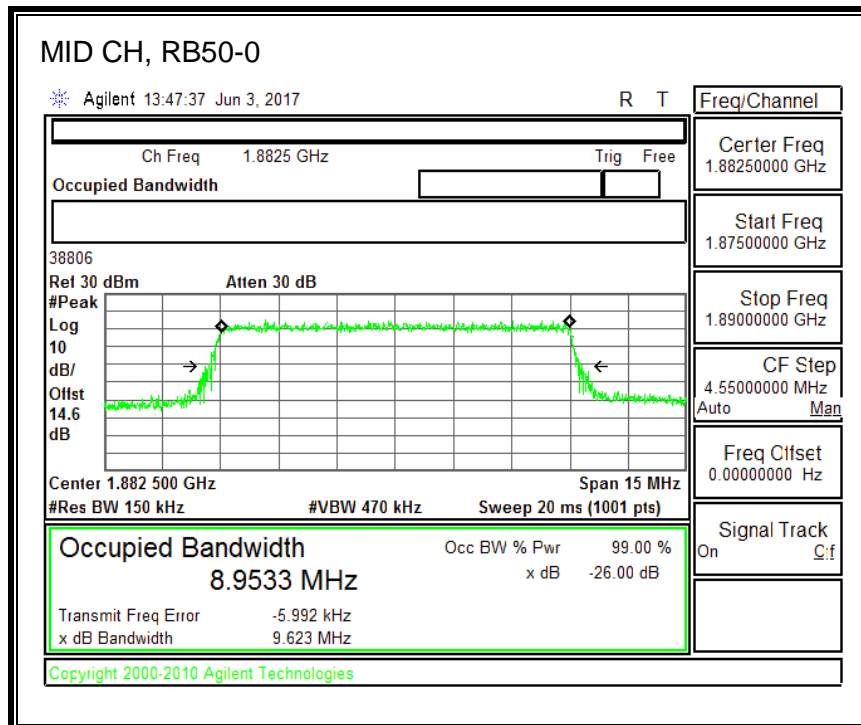 MID CH, RB50-0
Agilent 13:47:37 Jun 3, 2017 R T
Ch Freq 1.8825 GHz Trig Free
Occupied Bandwidth
38806
Ref 30 dBm Atten 30 dB
#Peak
Log
10
dB/
Offst
14.6
dB
Center 1.882 500 GHz Span 15 MHz
#Res BW 150 kHz #VBW 470 kHz Sweep 20 ms (1001 pts)
Occupied Bandwidth Occ BW % Pwr 99.00 %
8.9533 MHz x dB -26.00 dB
Transmit Freq Error -5.992 kHz
x dB Bandwidth 9.623 MHz
Copyright 2000-2010 Agilent Technologies
Freq/Channel
Center Freq
1.88250000 GHz
Start Freq
1.87500000 GHz
Stop Freq
1.89000000 GHz
CF Step
4.55000000 MHz
Auto Man
Freq Offset
0.00000000 Hz
Signal Track
On Off